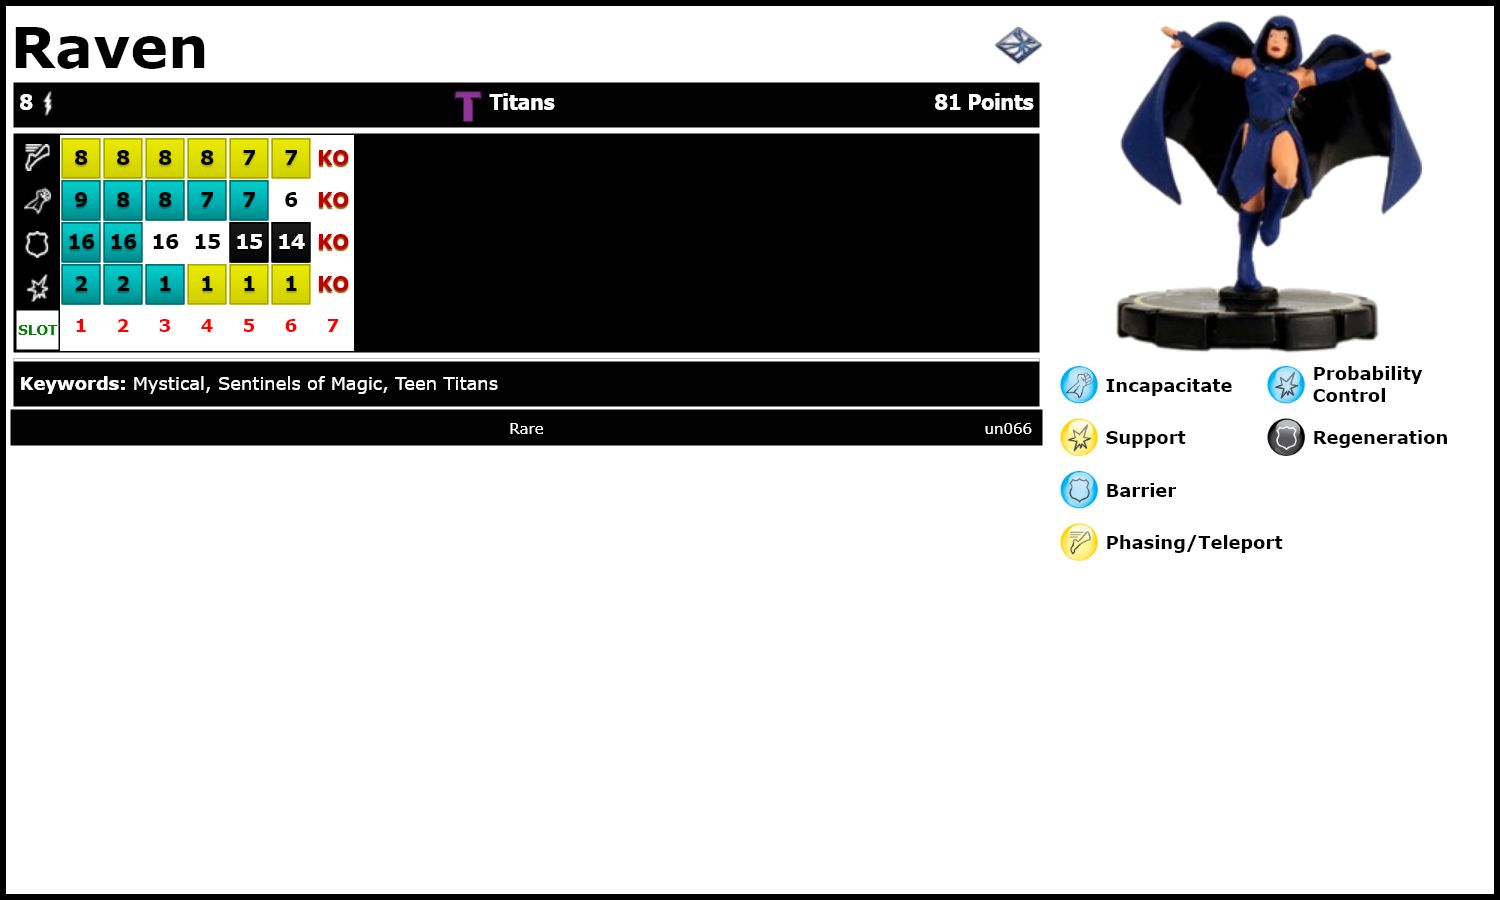 Raven
8 Titans 81 Points
8 8 8 8 7 7 KO
9 8 8 7 7 6 KO
16 16 16 15 15 14 KO
2 2 1 1 1 1 KO
SLOT 1 2 3 4 5 6 7
Keywords: Mystical, Sentinels of Magic, Teen Titans
Rare un066
Incapacitate
Probability
Control
Support
Regeneration
Barrier
Phasing/Teleport